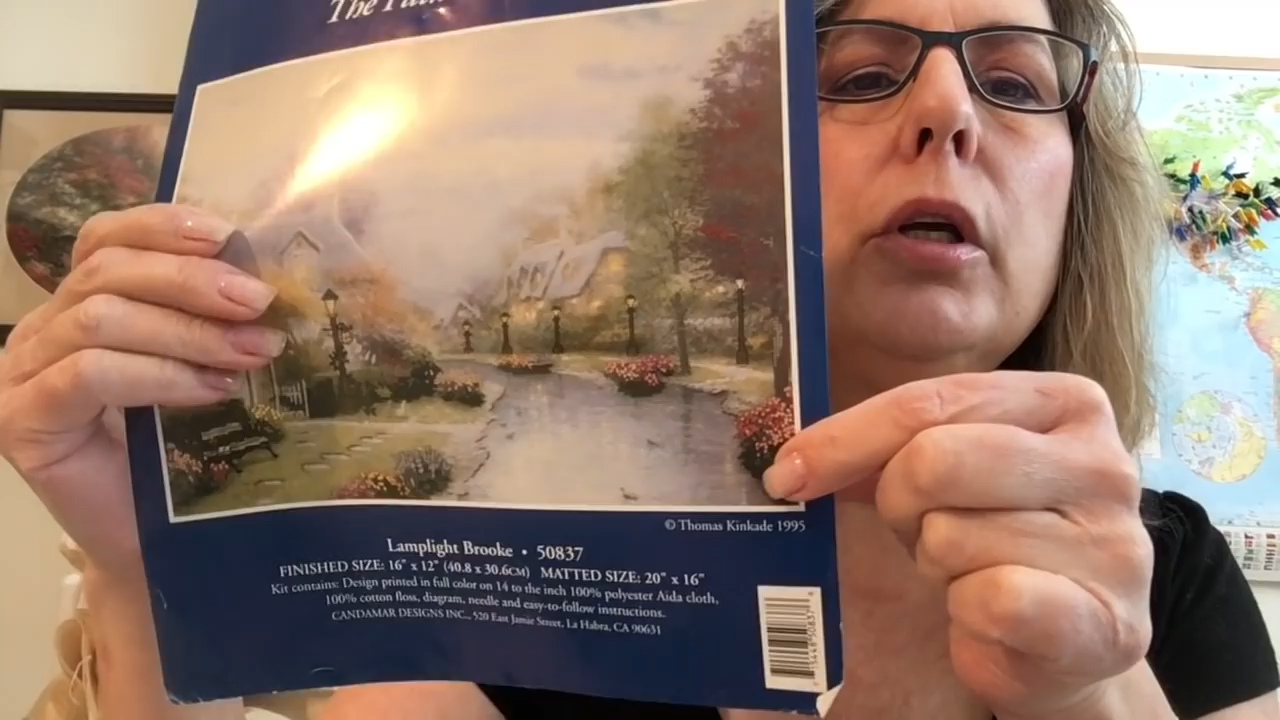 The
© Thomas Kinkade 1995
Lamplight Brooke • 50837
FINISHED SIZE: 16" x 12" (40.8 x 30.6CM) MATTED SIZE: 20" x 16"
Kit contains: Design printed in full color on 14 to the inch 100% polyester Aida cloth,
100% cotton floss, diagram, needle and easy-to-follow instructions.
CANDAMAR DESIGNS INC., 520 East Jamie Street, La Habra, CA 90631